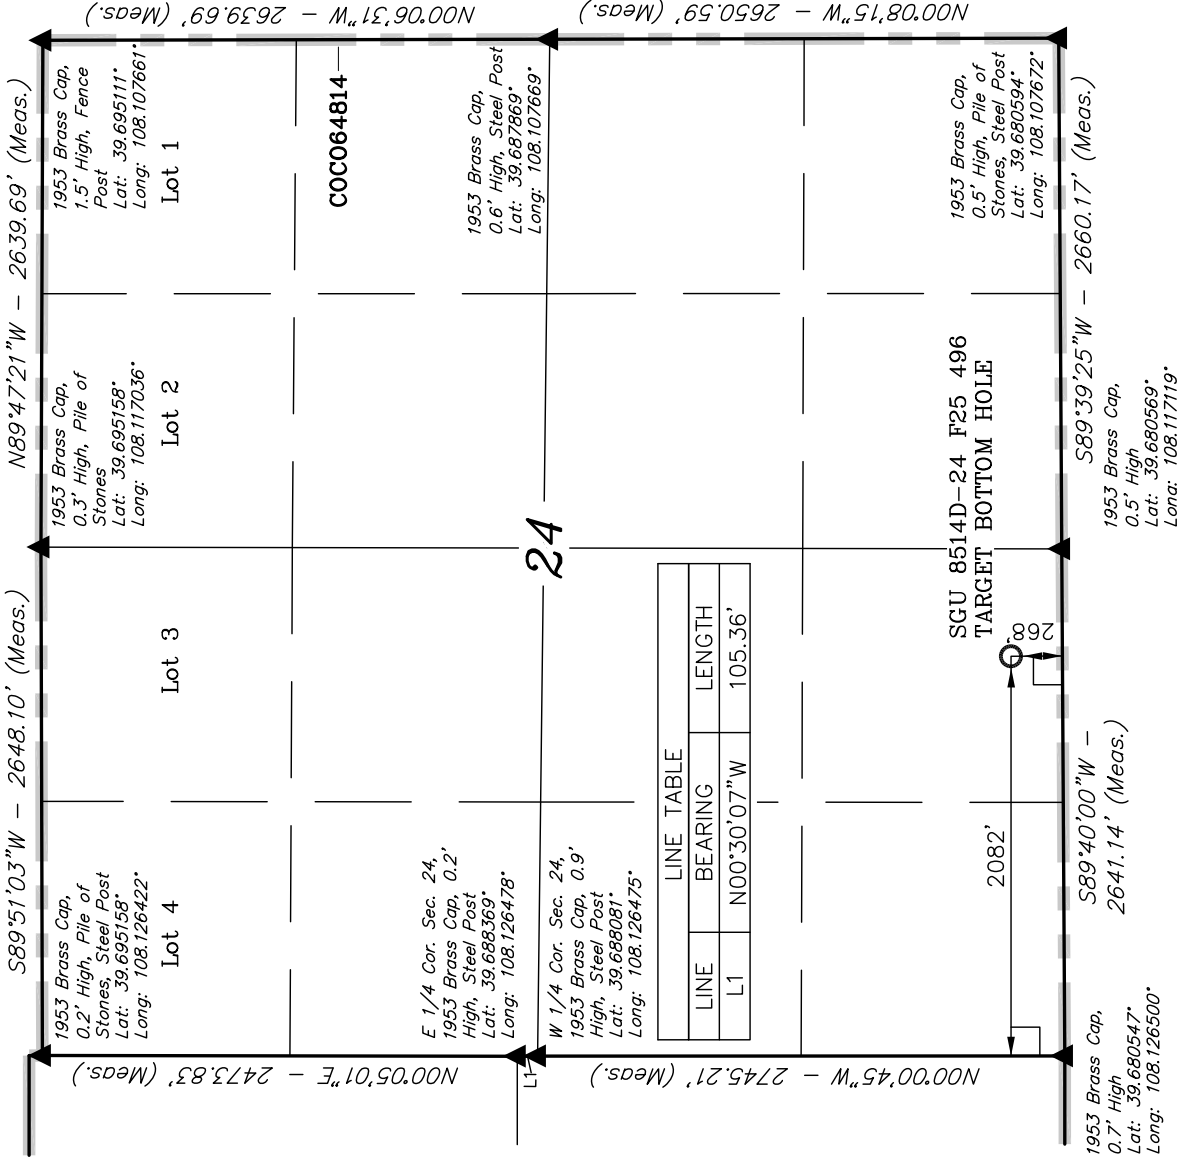 S89°51'03"W - 2648.10' (Meas.)
N89°47'21"W - 2639.69' (Meas.)
1953 Brass Cap,
0.2' High, Pile of
Stones, Steel Post
Lat: 39.695158°
Long: 108.126422°
1953 Brass Cap,
0.3' High, Pile of
Stones
Lat: 39.695158°
Long: 108.117036°
1953 Brass Cap,
1.5' High, Fence
Post
Lat: 39.695111°
Long: 108.107661°
Lot 4
Lot 3
Lot 2
Lot 1
N00°05'01"E - 2473.83' (Meas.)
N00°06'31"W - 2639.69' (Meas.)
COC064814
E 1/4 Cor. Sec. 24,
1953 Brass Cap, 0.2'
High, Steel Post
Lat: 39.688369°
Long: 108.126478°
1953 Brass Cap,
0.6' High, Steel Post
Lat: 39.687869°
Long: 108.107669°
L1
24
W 1/4 Cor. Sec. 24,
1953 Brass Cap, 0.9'
High, Steel Post
Lat: 39.688081°
Long: 108.126475°
N00°00'45"W - 2745.21' (Meas.)
N00°08'15"W - 2650.59' (Meas.)
LINE TABLE
LINE BEARING LENGTH
L1 N00°30'07"W 105.36'
SGU 8514D-24 F25 496
TARGET BOTTOM HOLE
2082'
268'
1953 Brass Cap,
0.5' High, Pile of
Stones, Steel Post
Lat: 39.680594°
Long: 108.107672°
S89°40'00"W -
2641.14' (Meas.)
S89°39'25"W - 2660.17' (Meas.)
1953 Brass Cap,
0.7' High
Lat: 39.680547°
Long: 108.126500°
1953 Brass Cap,
0.5' High
Lat: 39.680569°
Long: 108.117119°